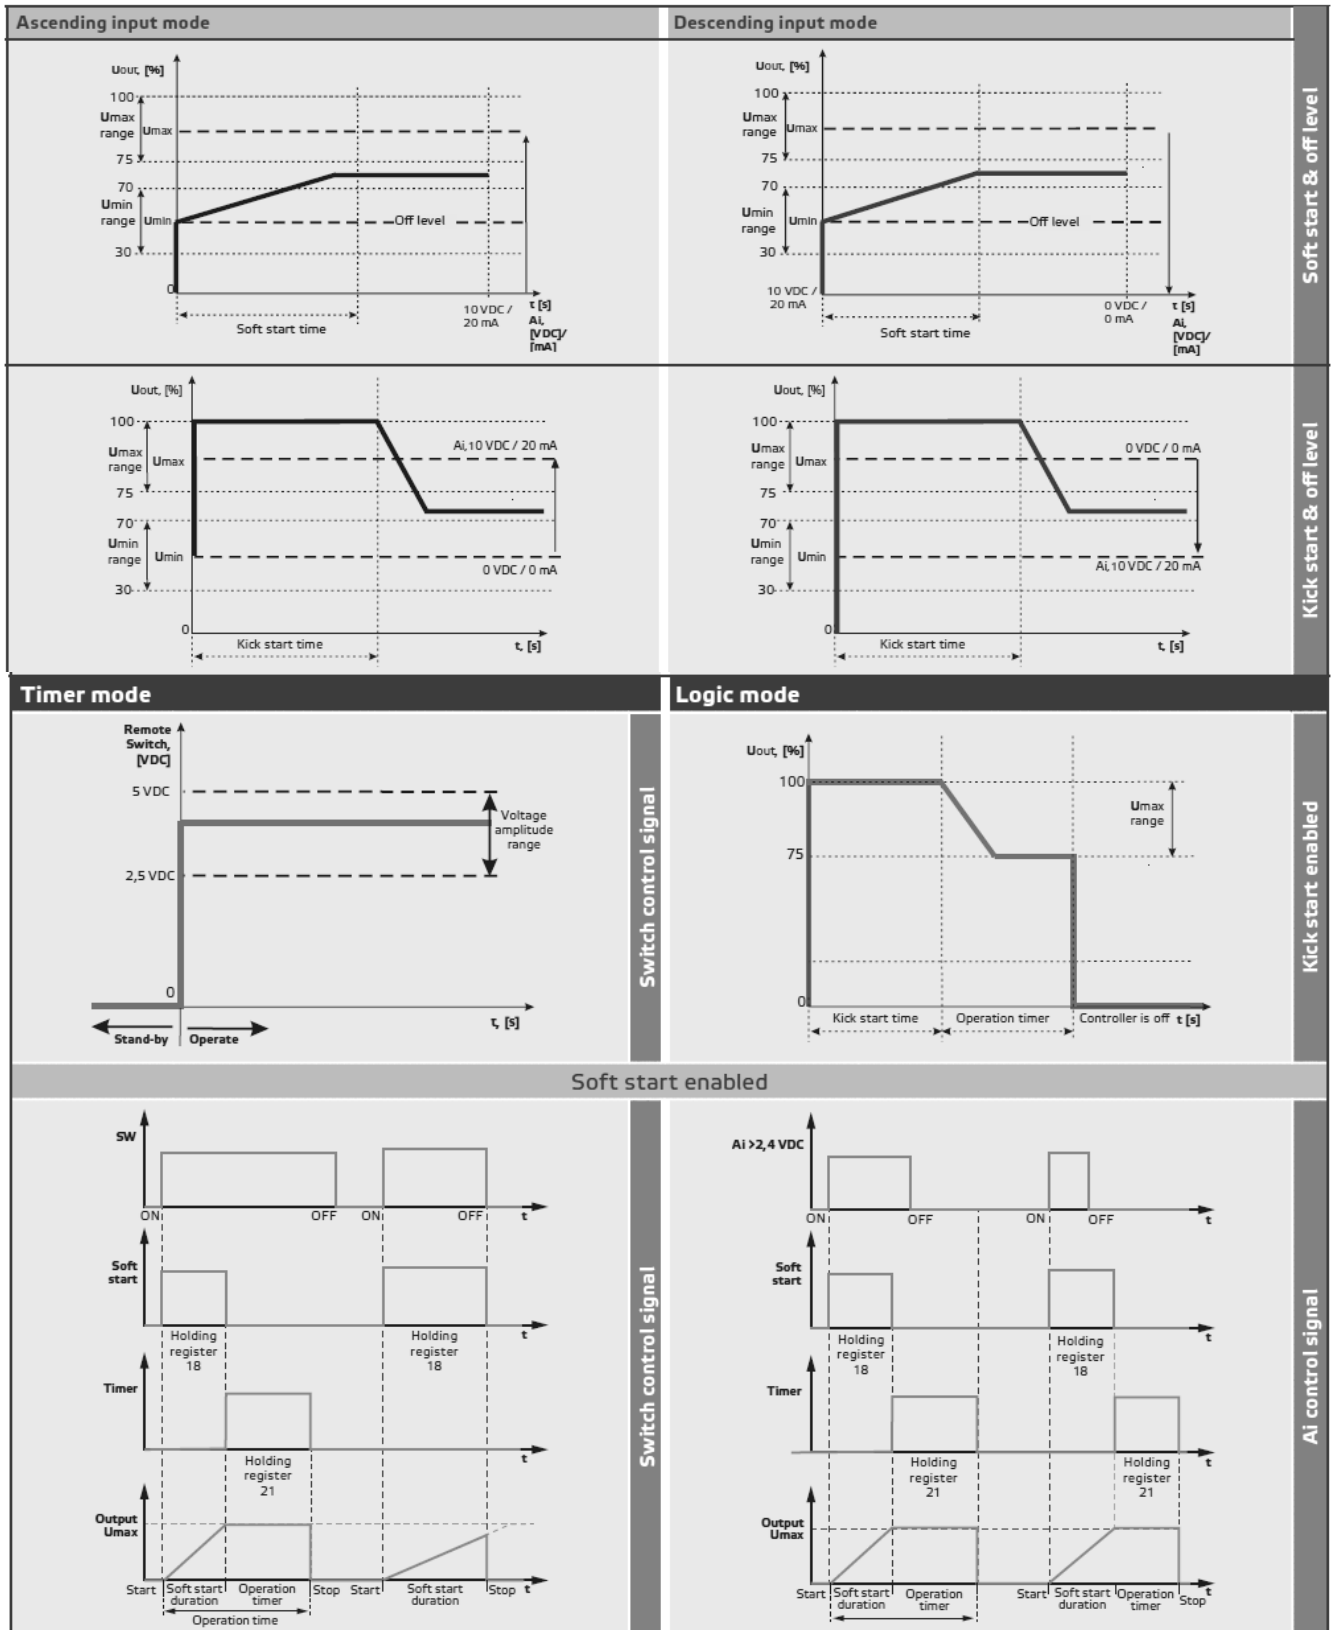 Ascending input mode
Descending input mode
Uout, [%]
100
Umax
range
Umax
75
70
Umin
range
Umin
Off level
30
0
10 VDC /
20 mA
t [s]
Ai,
[VDC]/
[mA]
Soft start time
Uout, [%]
100
Umax
range
Umax
75
70
Umin
range
Umin
Off level
30
10 VDC /
20 mA
0 VDC /
0 mA
t [s]
Ai,
[VDC]/
[mA]
Soft start time
Soft start & off level
Uout, [%]
100
Umax
range
Umax
Ai,10 VDC / 20 mA
75
70
Umin
range
Umin
0 VDC / 0 mA
30
0
Kick start time
t, [s]
Uout, [%]
100
Umax
range
Umax
0 VDC / 0 mA
75
70
Umin
range
Umin
Ai,10 VDC / 20 mA
30
0
Kick start time
t, [s]
Kick start & off level
Timer mode
Logic mode
Remote
Switch,
[VDC]
5 VDC
Voltage
amplitude
range
2,5 VDC
0
t, [s]
Stand-by
Operate
Switch control signal
Uout, [%]
100
Umax
range
75
0
Kick start time
Operation timer
Controller is off
t [s]
Kick start enabled
Soft start enabled
SW
ON
OFF
ON
OFF
t
Soft
start
t
Holding
register
18
Holding
register
18
Timer
t
Holding
register
21
Output
Umax
Start
Soft start
duration
Operation
timer
Stop
Start
Soft start
duration
Stop
t
Operation time
Switch control signal
Ai >2,4 VDC
ON
OFF
ON
OFF
t
Soft
start
t
Holding
register
18
Holding
register
18
Timer
t
Holding
register
21
Holding
register
21
Output
Umax
Start
Soft start
duration
Operation
timer
Start
Soft start
duration
Operation
timer
Stop
t
Ai control signal